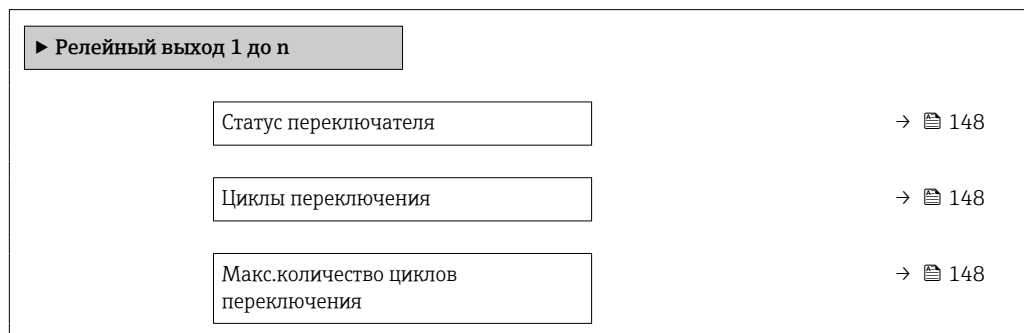 ▶ Релейный выход 1 до n
Статус переключателя → 148
Циклы переключения → 148
Макс.количество циклов → 148
переключения